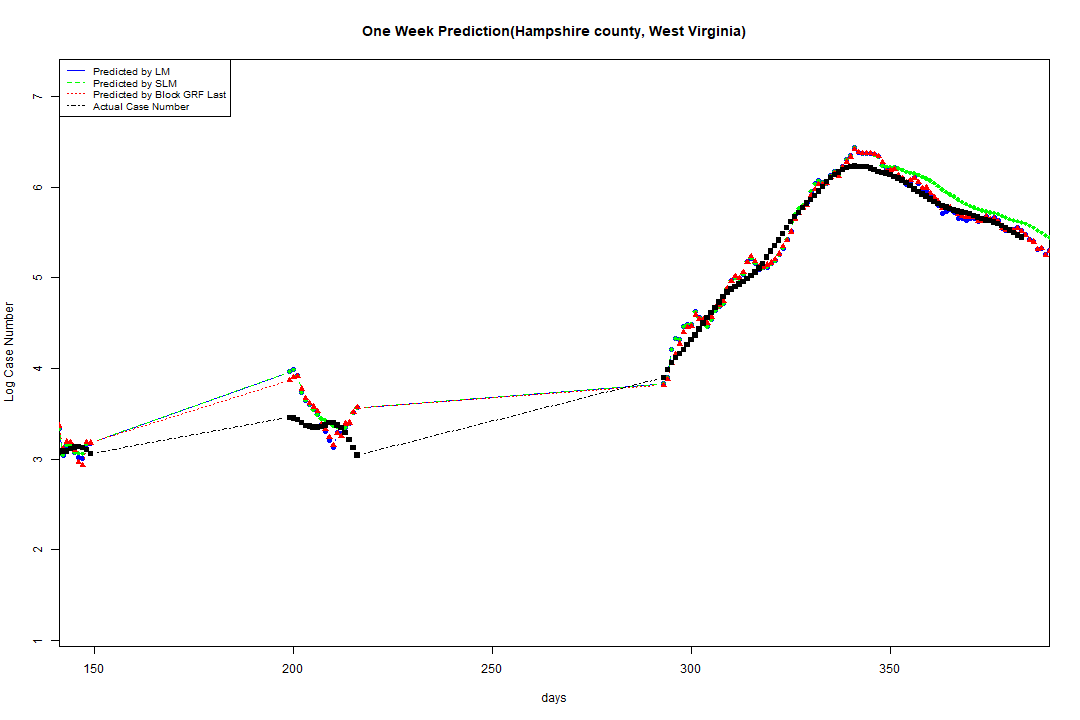 One Week Prediction(Hampshire county, West Virginia)
Predicted by LM
Predicted by SLM
Predicted by Block GRF Last
Actual Case Number
7
6
5
4
3
2
1
Log Case Number
150 200 250 300 350
days